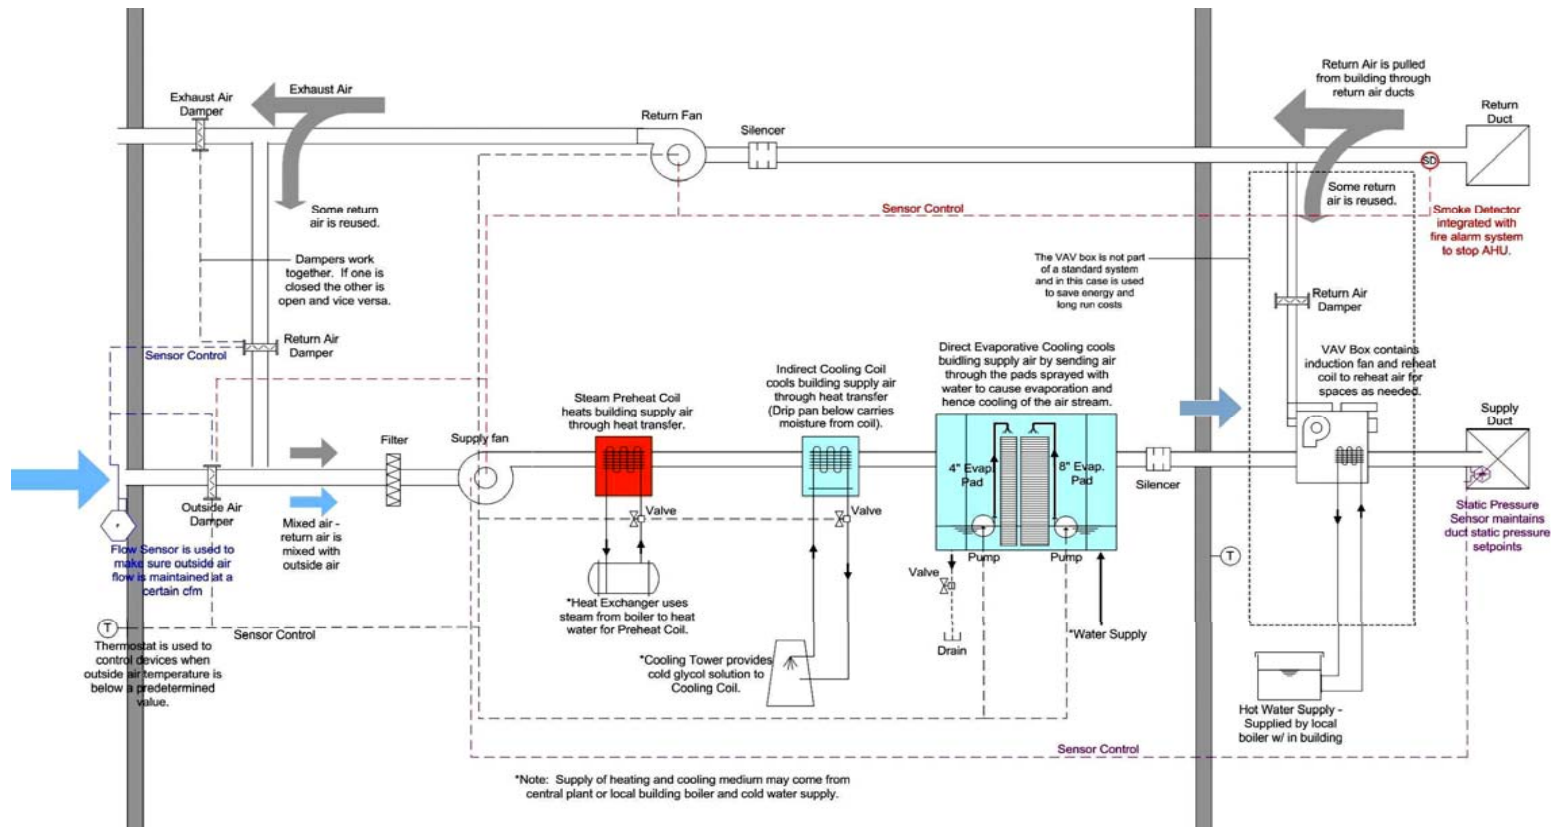 Exhaust Air
Damper
Exhaust Air
Return Fan
Silencer
Return Air is pulled
from building through
return air ducts
Return
Duct
SD
Some return
air is reused.
Some return
air is reused.
Sensor Control
Smoke Detector
integrated with
fire alarm system
to stop AHU.
Dampers work
together. If one is
closed the other is
open and vice versa.
The VAV box is not part
of a standard system
and in this case is used
to save energy and
long run costs
Return Air
Damper
Return Air
Damper
Sensor Control
Steam Preheat Coil
heats building supply air
through heat transfer.
Indirect Cooling Coil
cools building supply air
through heat transfer
(Drip pan below carries
moisture from coil).
Direct Evaporative Cooling cools
buidling supply air by sending air
through the pads sprayed with
water to cause evaporation and
hence cooling of the air stream.
VAV Box contains
induction fan and reheat
coil to reheat air for
spaces as needed.
Supply
Duct
Filter
Supply fan
4" Evap.
Pad
8" Evap.
Pad
Silencer
Outside Air
Damper
Mixed air -
return air is
mixed with
outside air
Valve
Valve
Pump
Pump
Static Pressure
Sensor maintains
duct static pressure
setpoints
F
Flow Sensor is used to
make sure outside air
flow is maintained at a
certain cfm
T
Valve
*Heat Exchanger uses
steam from boiler to heat
water for Preheat Coil.
T
Sensor Control
*Water Supply
Drain
Thermostat is used to
control devices when
outside air temperature is
below a predetermined
value.
*Cooling Tower provides
cold glycol solution to
Cooling Coil.
Hot Water Supply -
Supplied by local
boiler w/ in building
Sensor Control
*Note: Supply of heating and cooling medium may come from
central plant or local building boiler and cold water supply.